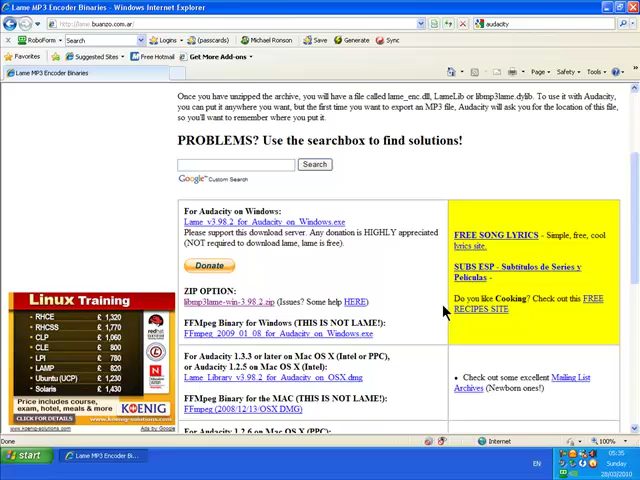 Lame MP3 Encoder Binaries - Windows Internet Explorer
http://lame.buanzo.com.ar/
audacity
RoboForm
Search
Logins
(passcards)
Michael Ronson
Save
Generate
Sync
Favorites
Suggested Sites
Free Hotmail
Get More Add-ons
Lame MP3 Encoder Binaries
Page
Safety
Tools
Once you have unzipped the archive, you will have a file called lame_enc.dll, LameLib or libmp3lame.dylib. To use it with Audacity,
you can put it anywhere you want, but the first time you want to export an MP3 file, Audacity will ask you for the location of this file,
so you'll want to remember where you put it.
PROBLEMS? Use the searchbox to find solutions!
Search
Google™ Custom Search
For Audacity on Windows:
Lame_v3.98.2_for_Audacity_on_Windows.exe
Please support this download server. Any donation is HIGHLY appreciated
(NOT required to download lame, lame is free).
Donate
ZIP OPTION:
libmp3lame-win-3.98.2.zip (Issues? Some help HERE)
FFMpeg Binary for Windows (THIS IS NOT LAME!):
FFmpeg_2009_01_08_for_Audacity_on_Windows.exe
FREE SONG LYRICS - Simple, free, cool
lyrics site.
SUBS ESP - Subtitulos de Series y
Peliculas -
Do you like Cooking? Check out this FREE
RECIPES SITE
For Audacity 1.3.3 or later on Mac OS X (Intel or PPC),
or Audacity 1.2.5 on Mac OS X (Intel):
Lame_Library_v3.98.2_for_Audacity_on_OSX.dmg
FFMpeg Binary for the MAC (THIS IS NOT LAME!):
FFmpeg (2008/12/13/OSX DMG)
• Check out some excellent Mailing List
Archives (Newborn ones!)
For Audacity 1.2.6 on Mac OS X (PPC):
Linux Training
RHCE £ 1,320
RHCSS £ 1,770
CLP £ 1,060
CLE £ 800
LPI £ 780
LAMP £ 820
Ubuntu (UCP) £ 1,230
Solaris £ 1,430
redhat
Novell
Price includes course,
exam, hotel, meals & more
KOENIG
CLICK FOR DETAILS
www.koenig-solutions.com
www.koenig-solutions.com
Ads by Google
Done
Internet
100%
start
Lame MP3 Encoder Bi...
EN
05:35
Sunday
28/03/2010